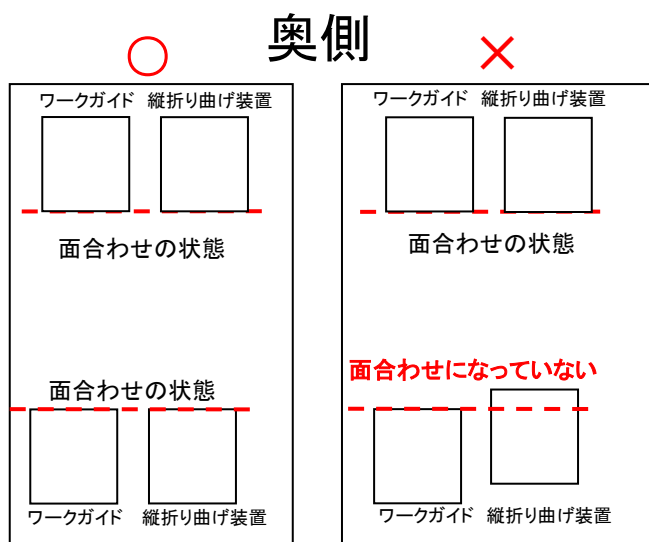 奥側
○
×
ワークガイド 縦折り曲げ装置
面合わせの状態
面合わせの状態
ワークガイド 縦折り曲げ装置
ワークガイド 縦折り曲げ装置
面合わせの状態
面合わせになっていない
ワークガイド 縦折り曲げ装置